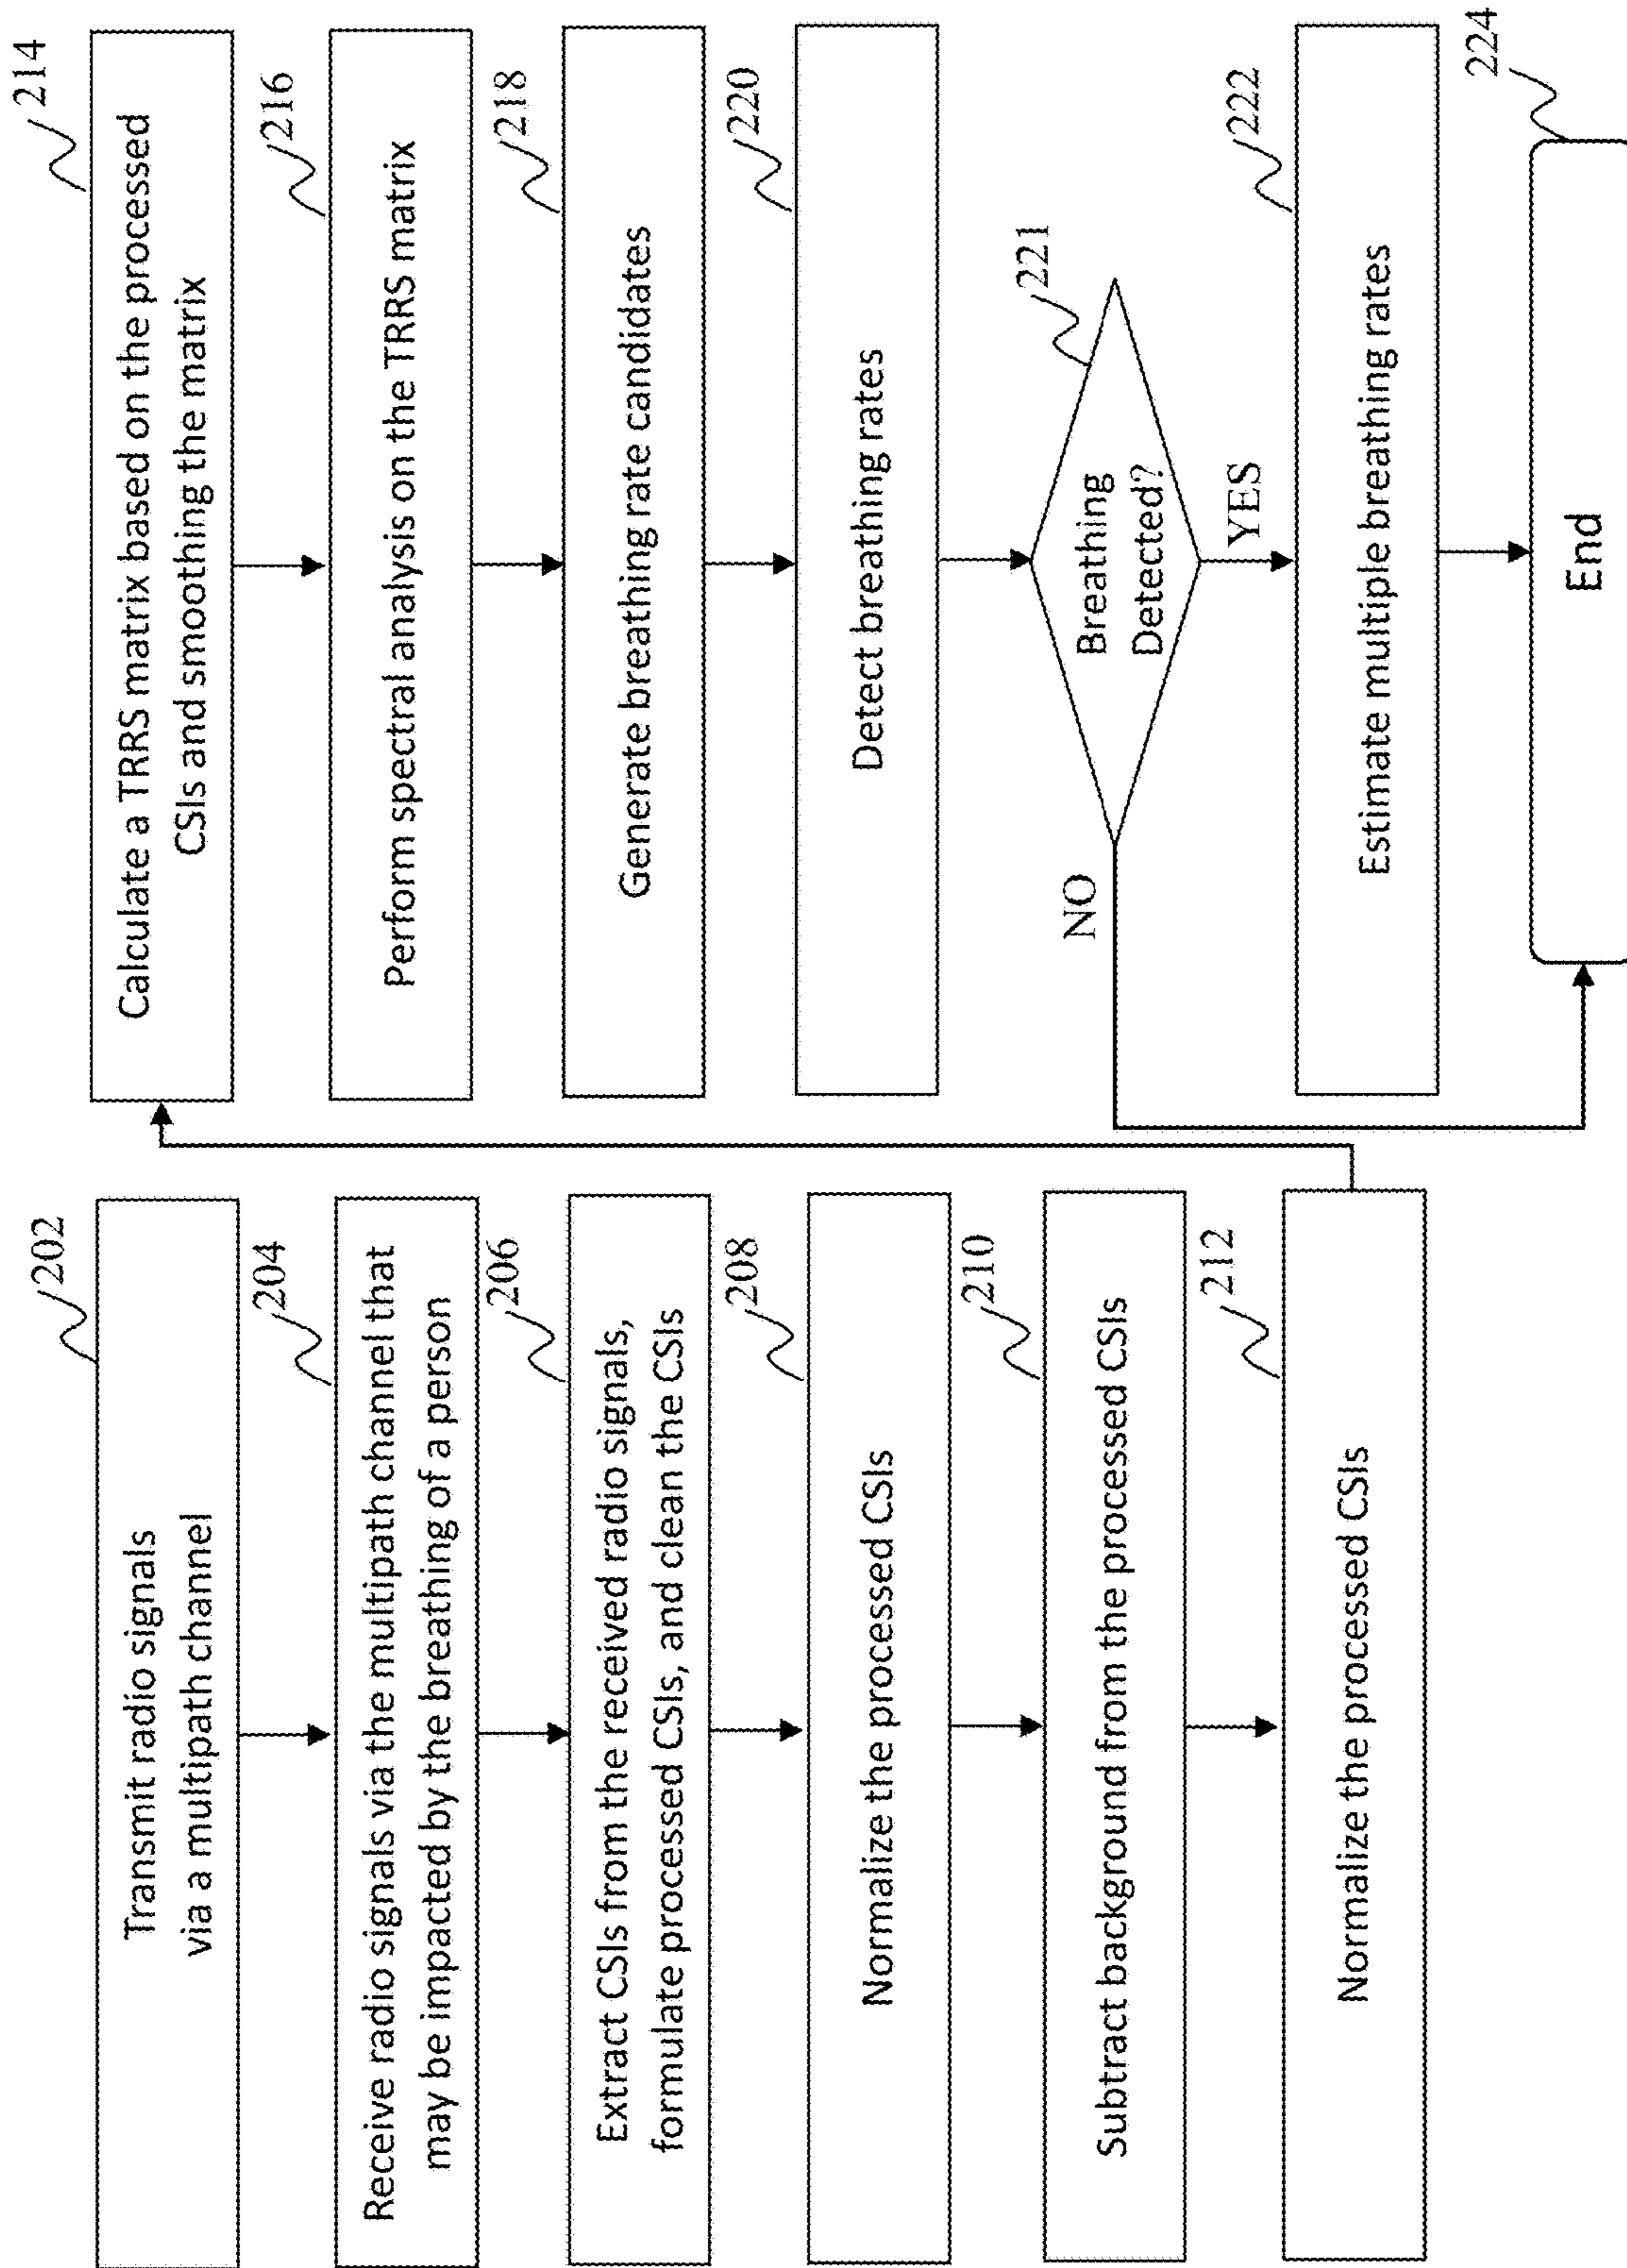 202
Transmit radio signals
via a multipath channel
204
Receive radio signals via the multipath channel that
may be impacted by the breathing of a person
206
Extract CSIs from the received radio signals,
formulate processed CSIs, and clean the CSIs
208
Normalize the processed CSIs
210
Subtract background from the processed CSIs
212
Normalize the processed CSIs
214
Calculate a TRRS matrix based on the processed
CSIs and smoothing the matrix
216
Perform spectral analysis on the TRRS matrix
218
Generate breathing rate candidates
220
Detect breathing rates
221
Breathing
Detected?
NO
YES
222
Estimate multiple breathing rates
224
End